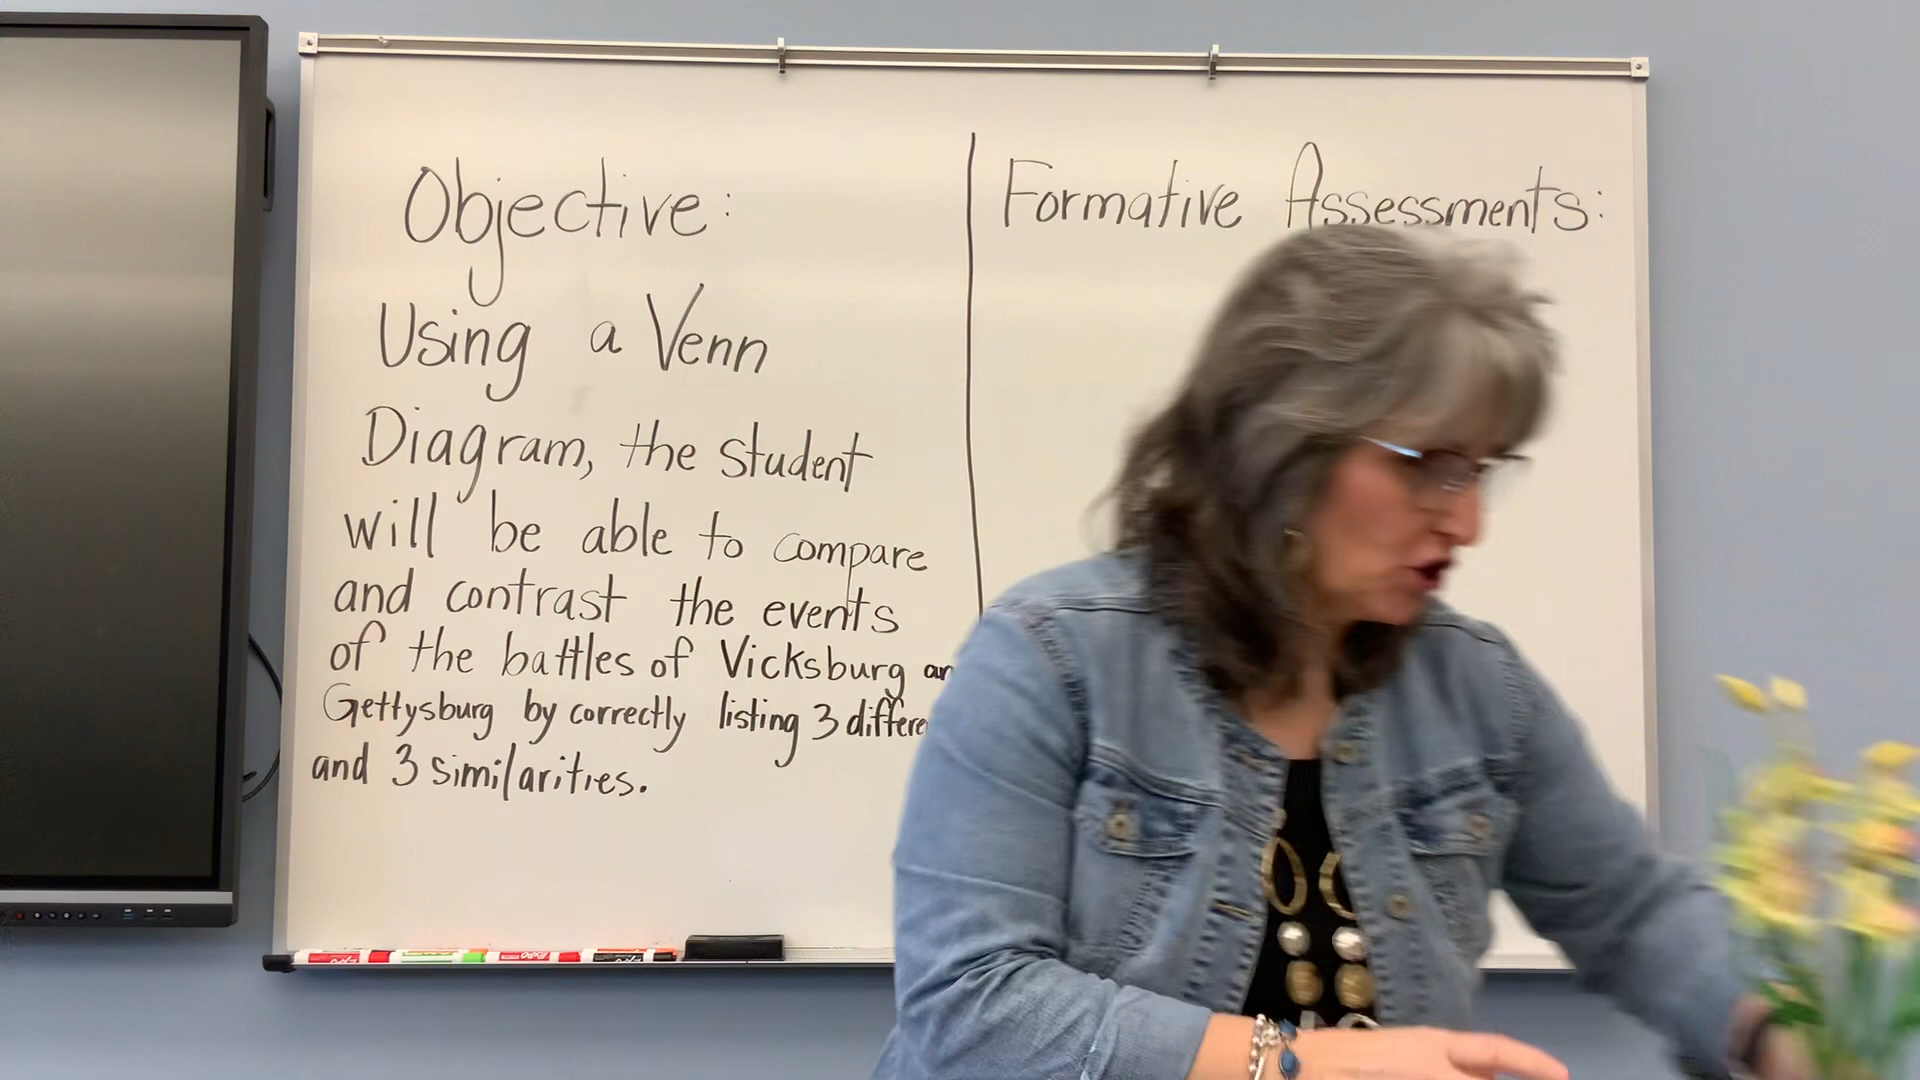 Objective:
Using a Venn
Diagram, the student
will be able to compare
and contrast the events
of the battles of Vicksburg
Gettysburg by correctly listing 3
and 3 similarities.
Formative Assessments: